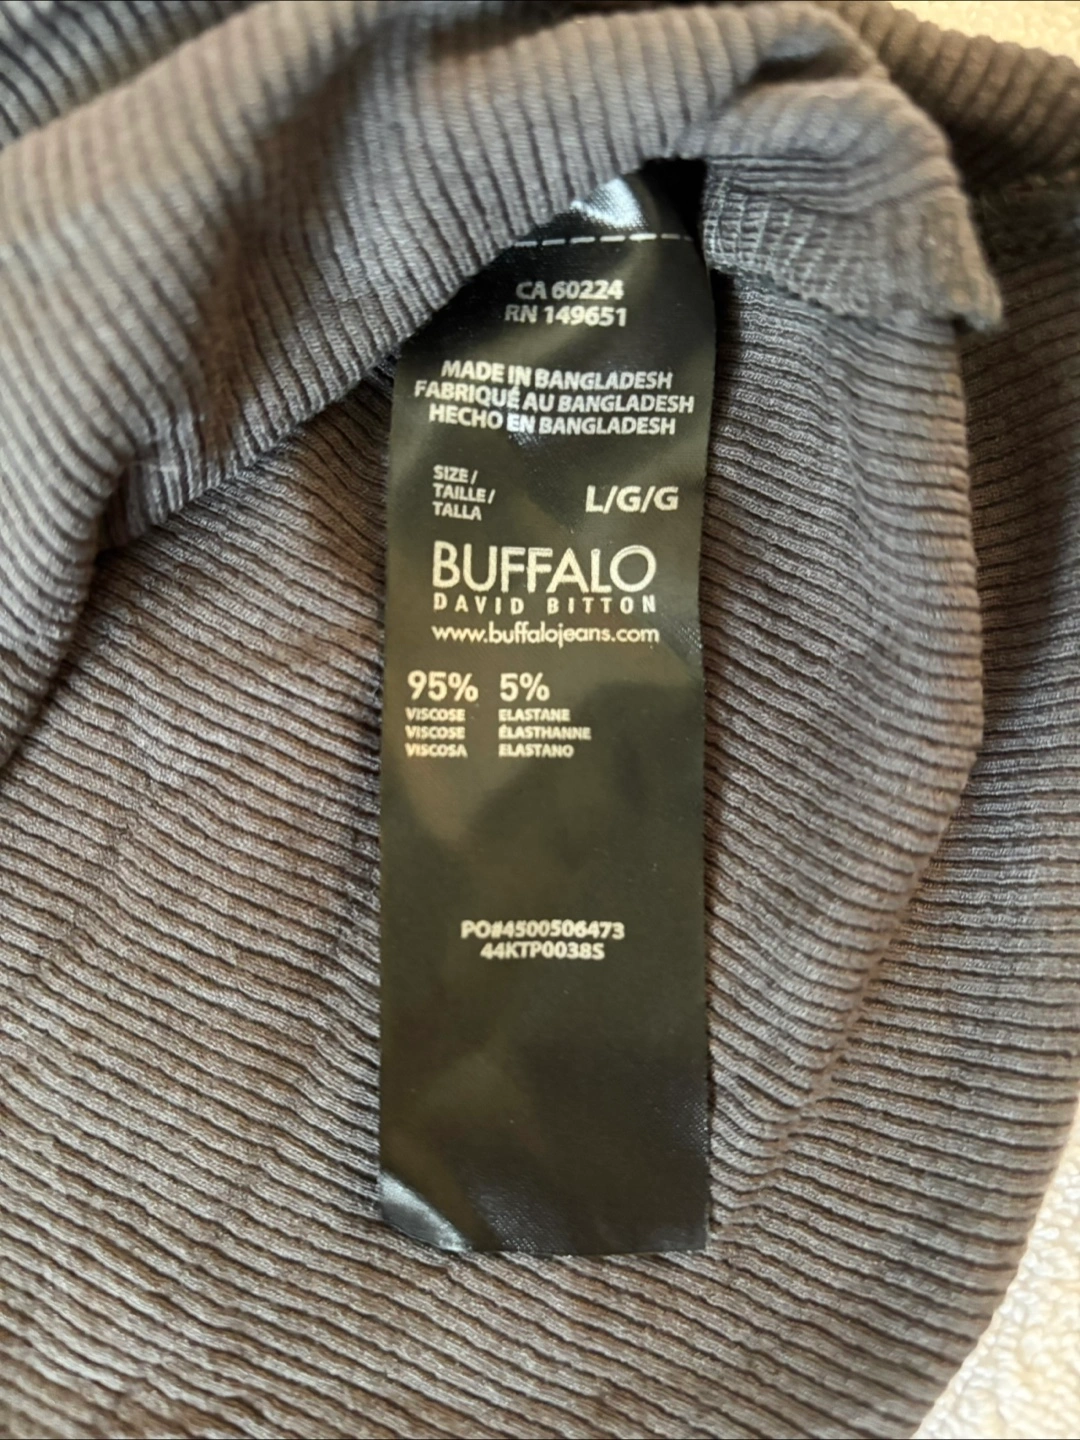 CA 60224
RN 149651
MADE IN BANGLADESH
FABRIQUÉ AU BANGLADESH
HECHO EN BANGLADESH
SIZE /
TAILLE /
TALLA
L/G/G
BUFFALO
DAVID BITTON
www.buffalojeans.com
95% 5%
VISCOSE ELASTANE
VISCOSE ÉLASTHANNE
VISCOSA ELASTANO
PO#4500506473
44KTP0038S